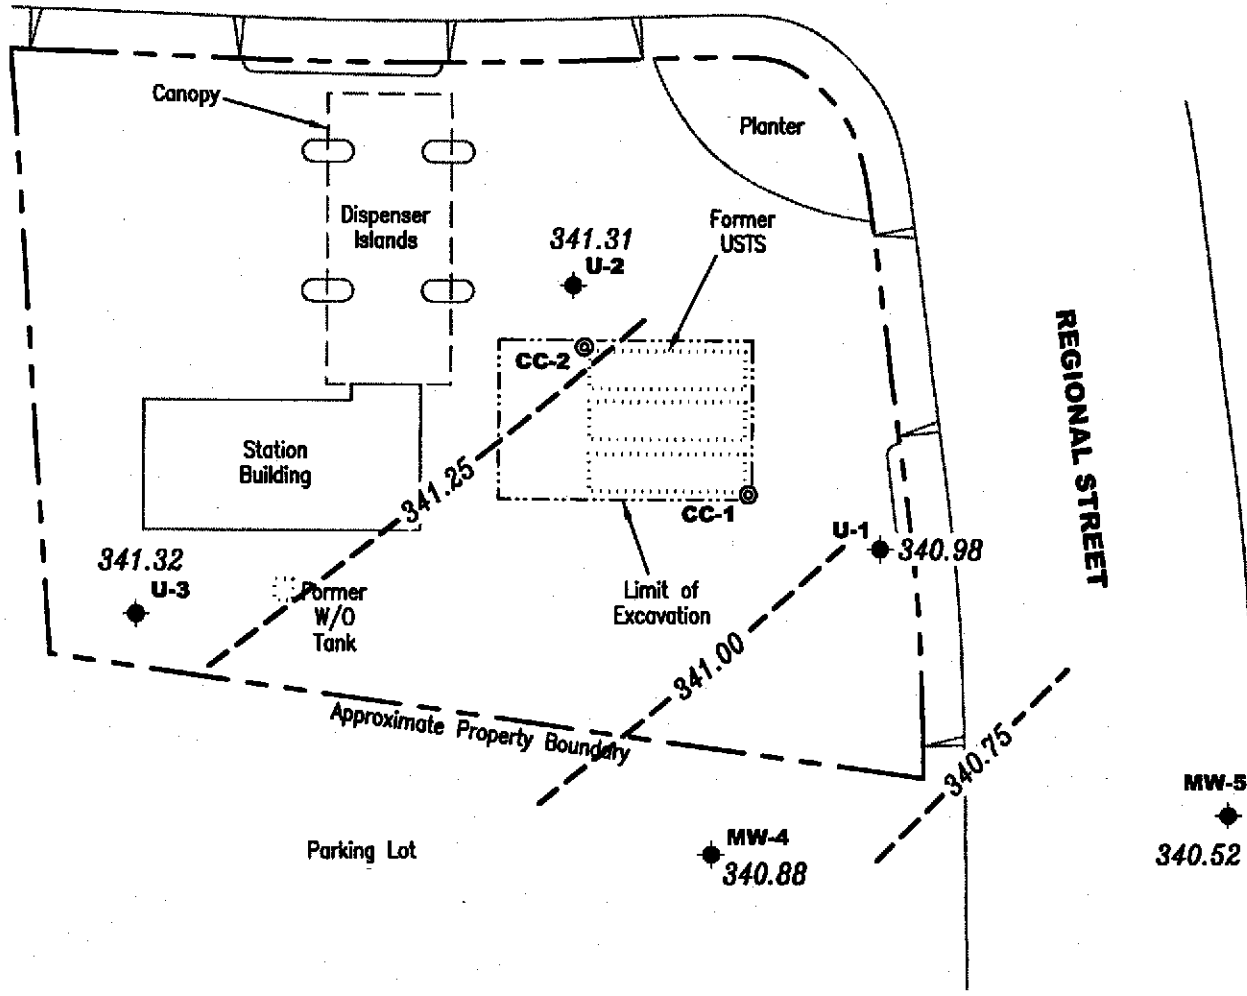 Canopy
Planter
Dispenser
Islands
Former
USTS
341.31
U-2
CC-2
REGIONAL STREET
Station
Building
341.25
CC-1
U-1
340.98
341.32
U-3
Former
W/O
Tank
Limit of
Excavation
341.00
Approximate Property Boundary
340.75
MW-5
340.52
Parking Lot
MW-4
340.88